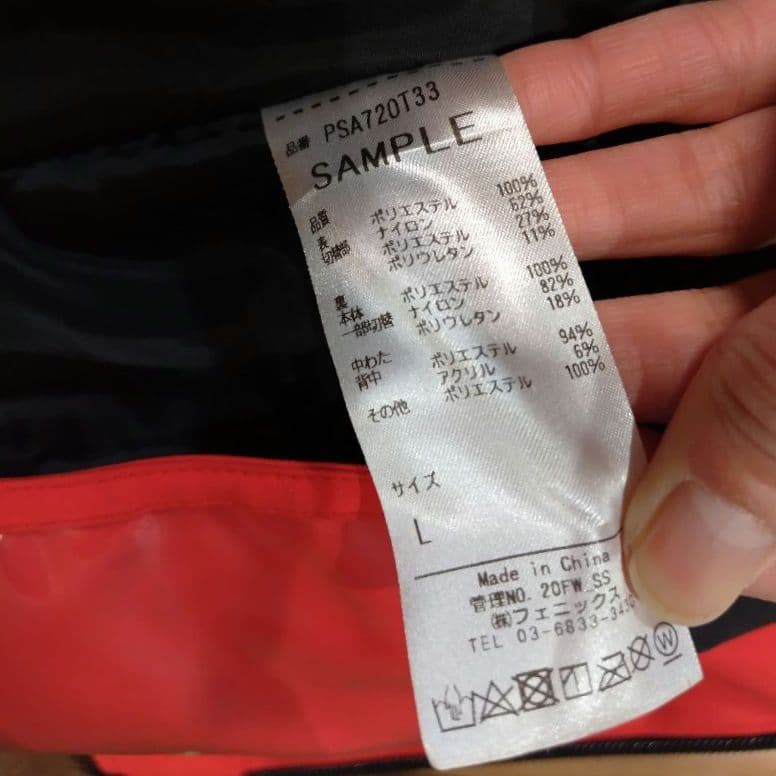 品番 PSA720T33
SAMPLE
品質
表 ポリエステル 100%
切替部 ナイロン 62%
ポリエステル 27%
ポリウレタン 11%
裏
本体 ポリエステル 100%
一部切替 ナイロン 82%
ポリウレタン 18%
中わた ポリエステル 94%
背中 アクリル 6%
その他 ポリエステル 100%
サイズ
L
Made in China
管理NO. 20FW_SS
㈱フェニックス
TEL 03-6833-343